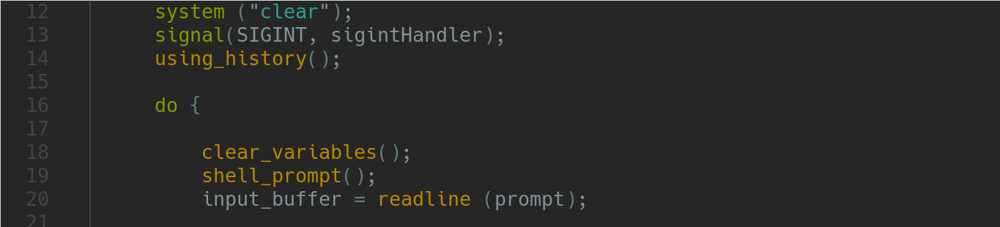 12 system ("clear");
13 signal(SIGINT, sigintHandler);
14 using_history();
15
16 do {
17
18 clear_variables();
19 shell_prompt();
20 input_buffer = readline (prompt);
21